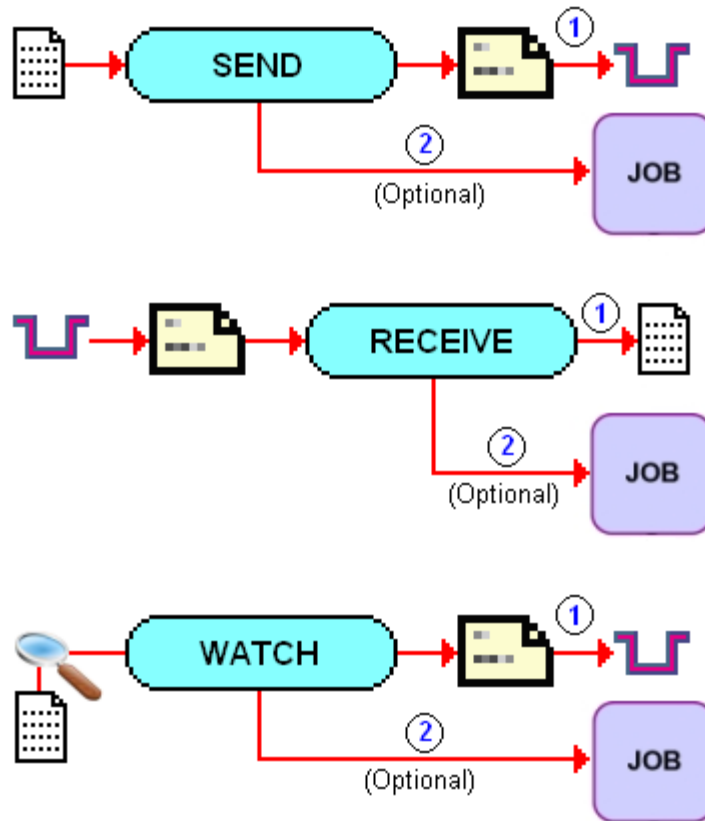 1
SEND
2
(Optional)
JOB
1
RECEIVE
2
(Optional)
JOB
1
WATCH
2
(Optional)
JOB